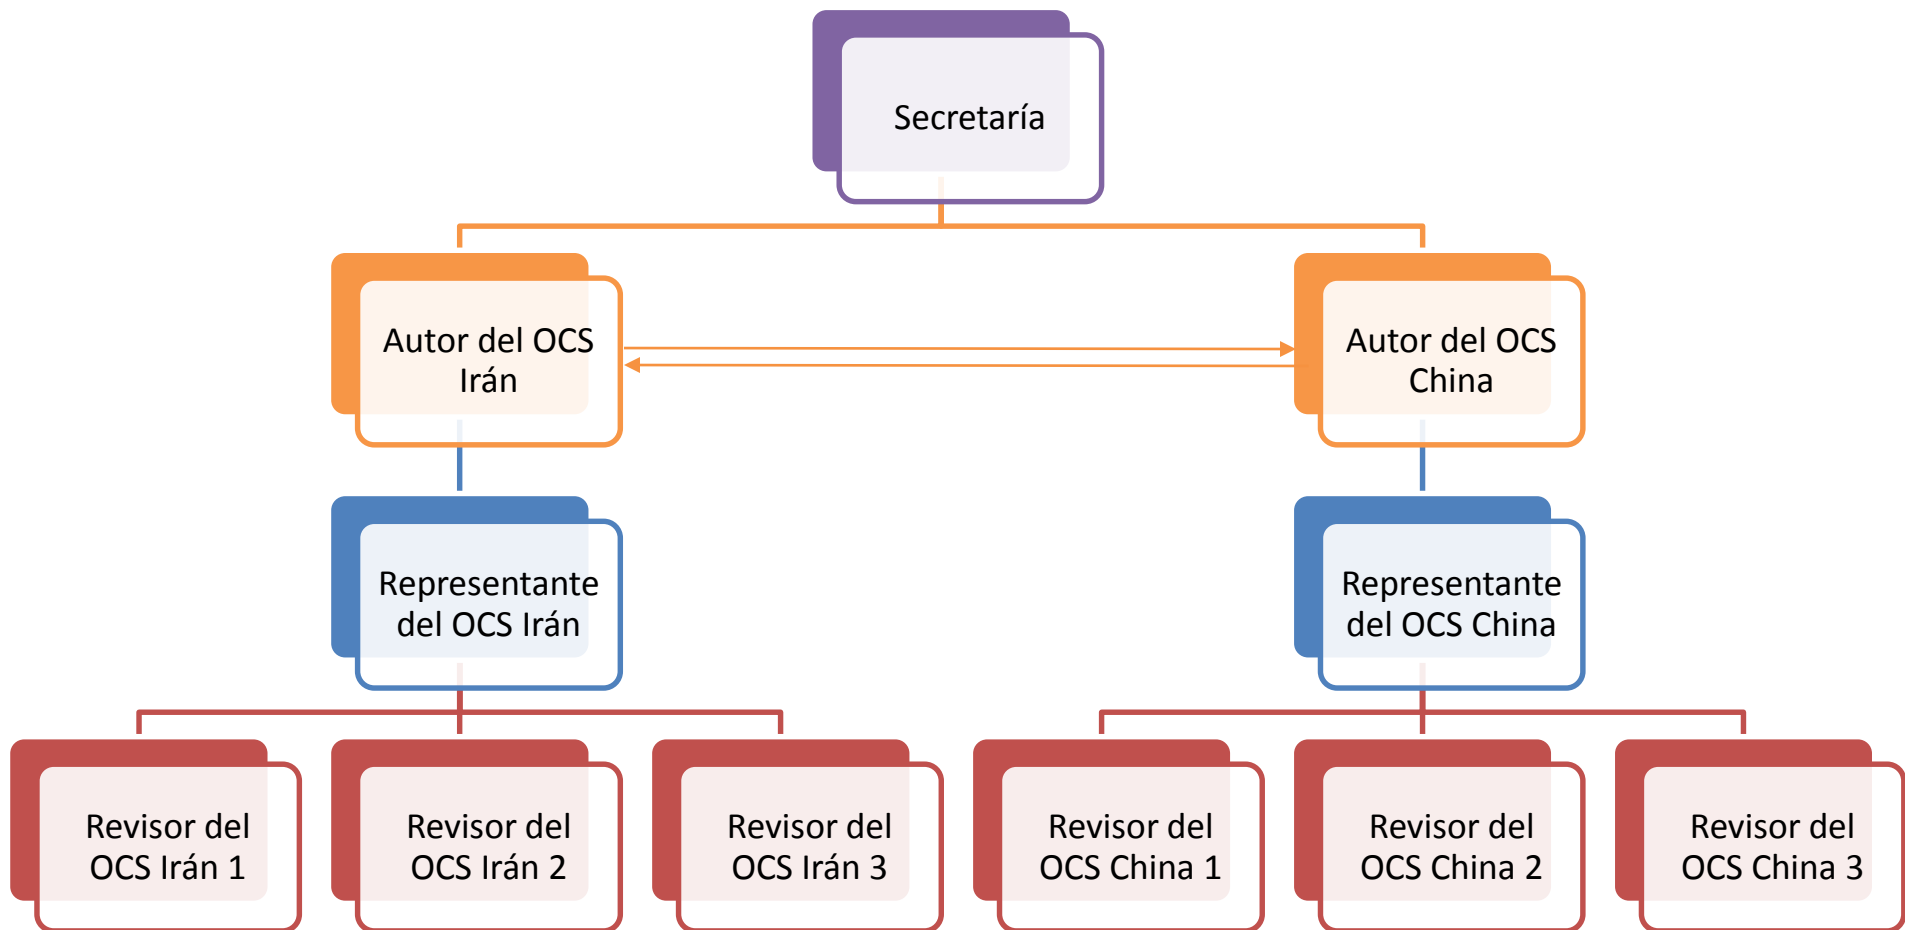 Secretaría
Autor del OCS
Irán
Autor del OCS
China
Representante
del OCS Irán
Representante
del OCS China
Revisor del
OCS Irán 1
Revisor del
OCS Irán 2
Revisor del
OCS Irán 3
Revisor del
OCS China 1
Revisor del
OCS China 2
Revisor del
OCS China 3